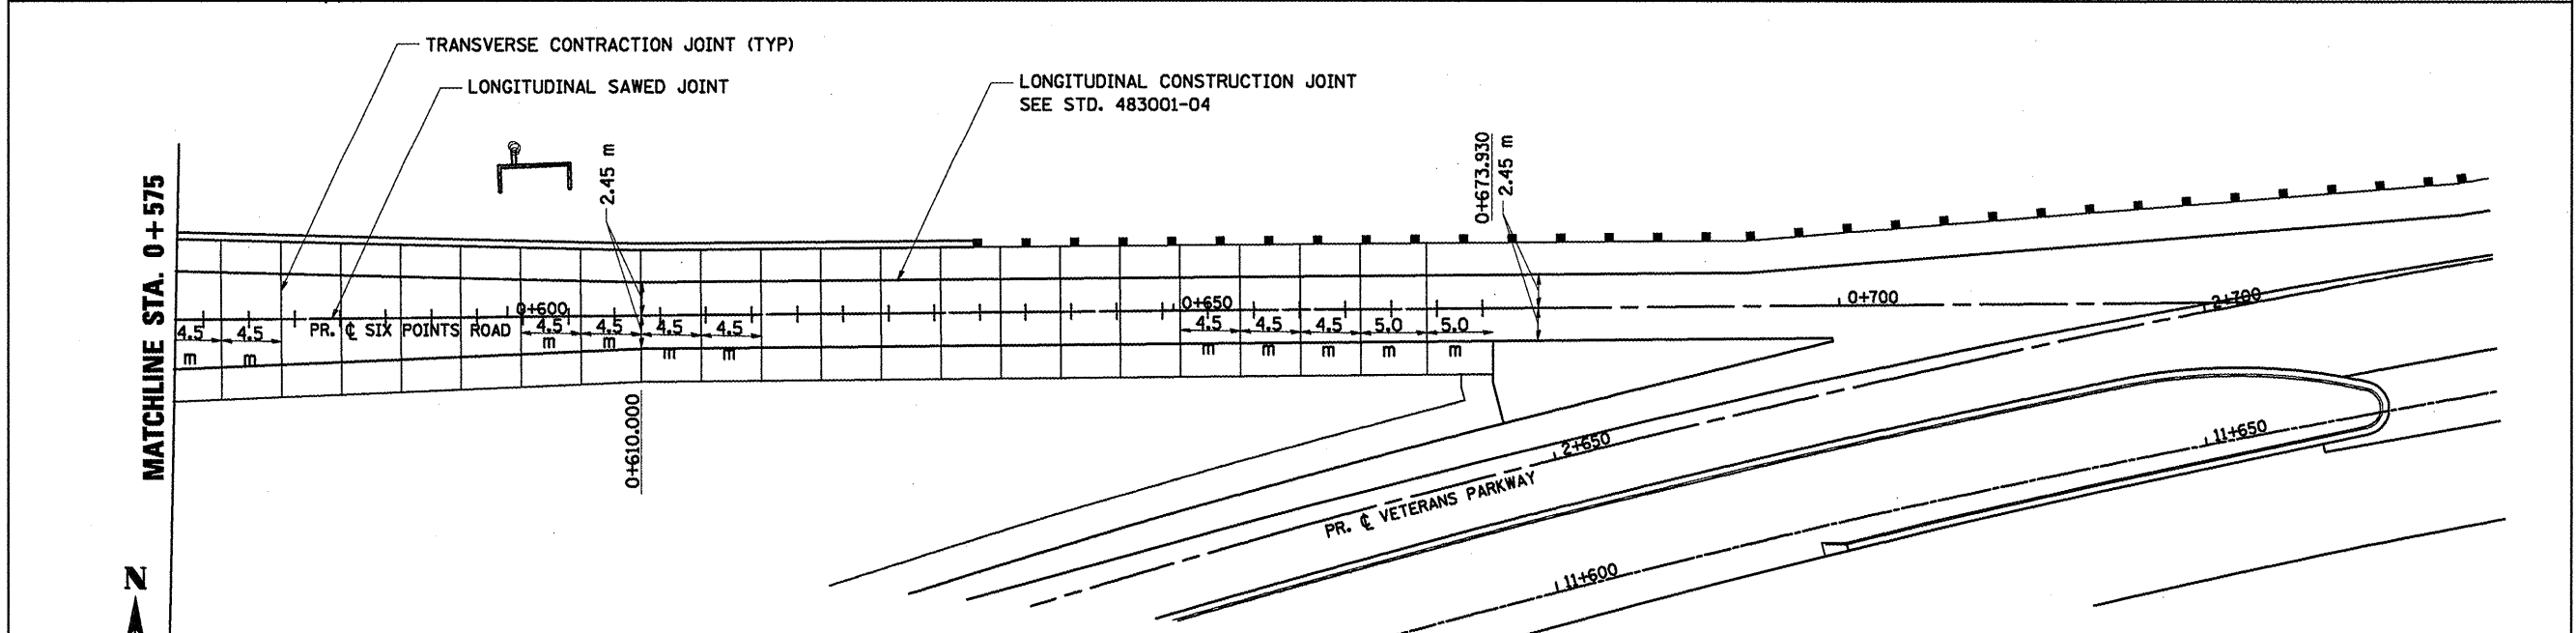 TRANSVERSE CONTRACTION JOINT (TYP)
LONGITUDINAL SAWED JOINT
LONGITUDINAL CONSTRUCTION JOINT
SEE STD. 483001-04
MATCHLINE STA. 0+575
2.45 m
0+673.930
2.45 m
0+600
0+650
0+700
2+700
PR. ℄ SIX POINTS ROAD
4.5 m
4.5 m
4.5 m
4.5 m
4.5 m
4.5 m
4.5 m
4.5 m
4.5 m
5.0 m
5.0 m
0+610.000
2+650
11+650
PR. ℄ VETERANS PARKWAY
11+600
N